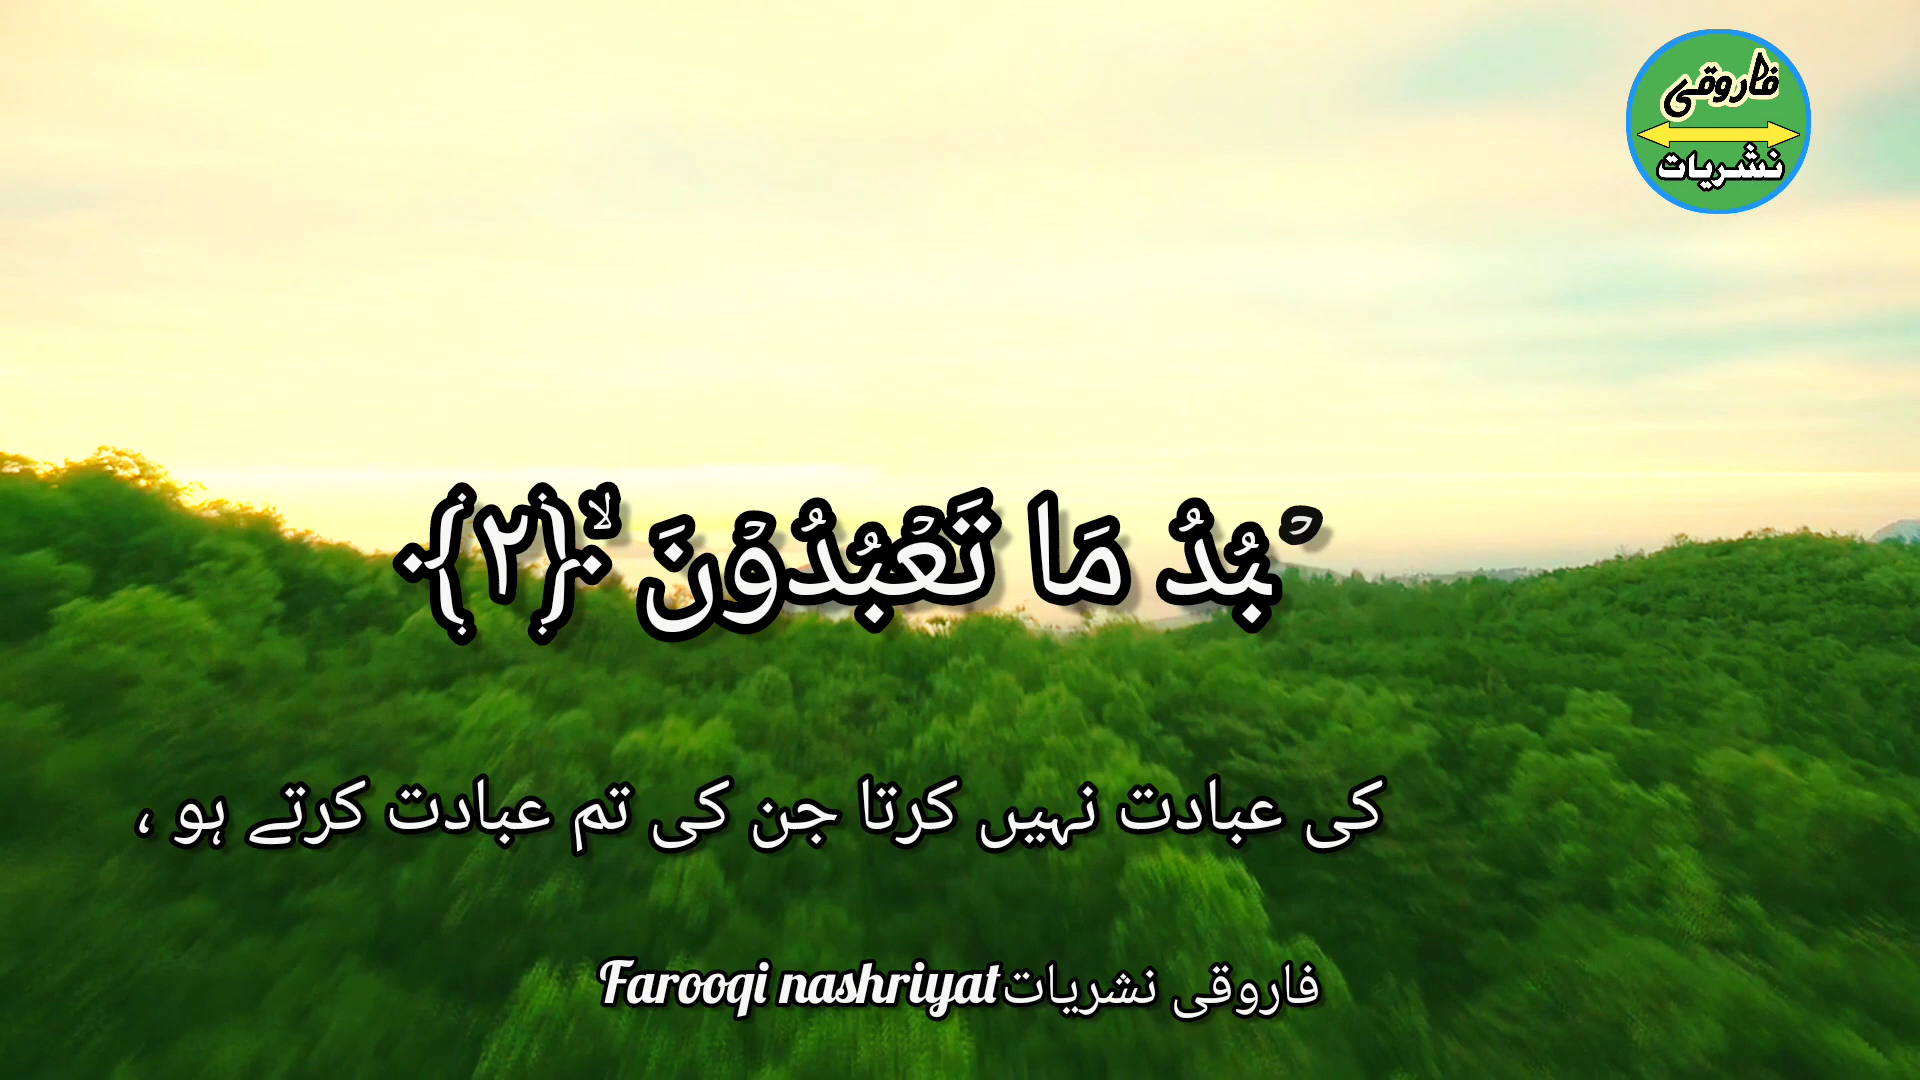 فاروقی
نشریات
ۡبُدُ مَا تَعۡبُدُوۡنَ ۙ﴿۲﴾
کی عبادت نہیں کرتا جن کی تم عبادت کرتے ہو ،
Farooqi nashriyat فاروقی نشریات